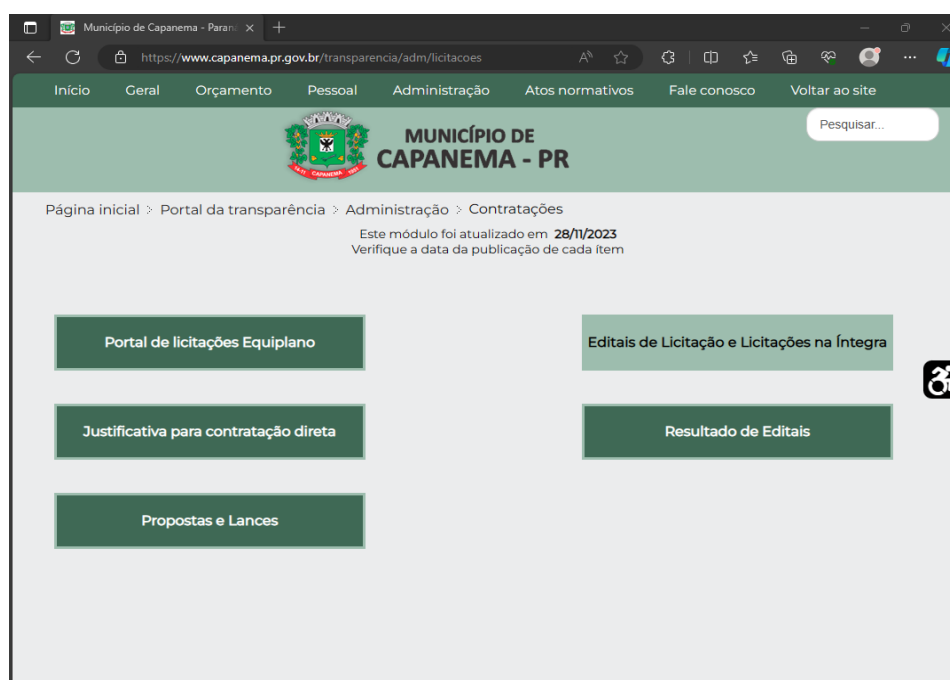 Município de Capanema - Paraná
https://www.capanema.pr.gov.br/transparencia/adm/licitacoes
Início Geral Orçamento Pessoal Administração Atos normativos Fale conosco Voltar ao site
Pesquisar...
MUNICÍPIO DE
CAPANEMA - PR
CAPANEMA
Página inicial > Portal da transparência > Administração > Contratações
Este módulo foi atualizado em 28/11/2023
Verifique a data da publicação de cada ítem
Portal de licitações Equiplano
Editais de Licitação e Licitações na Íntegra
Justificativa para contratação direta
Resultado de Editais
Propostas e Lances